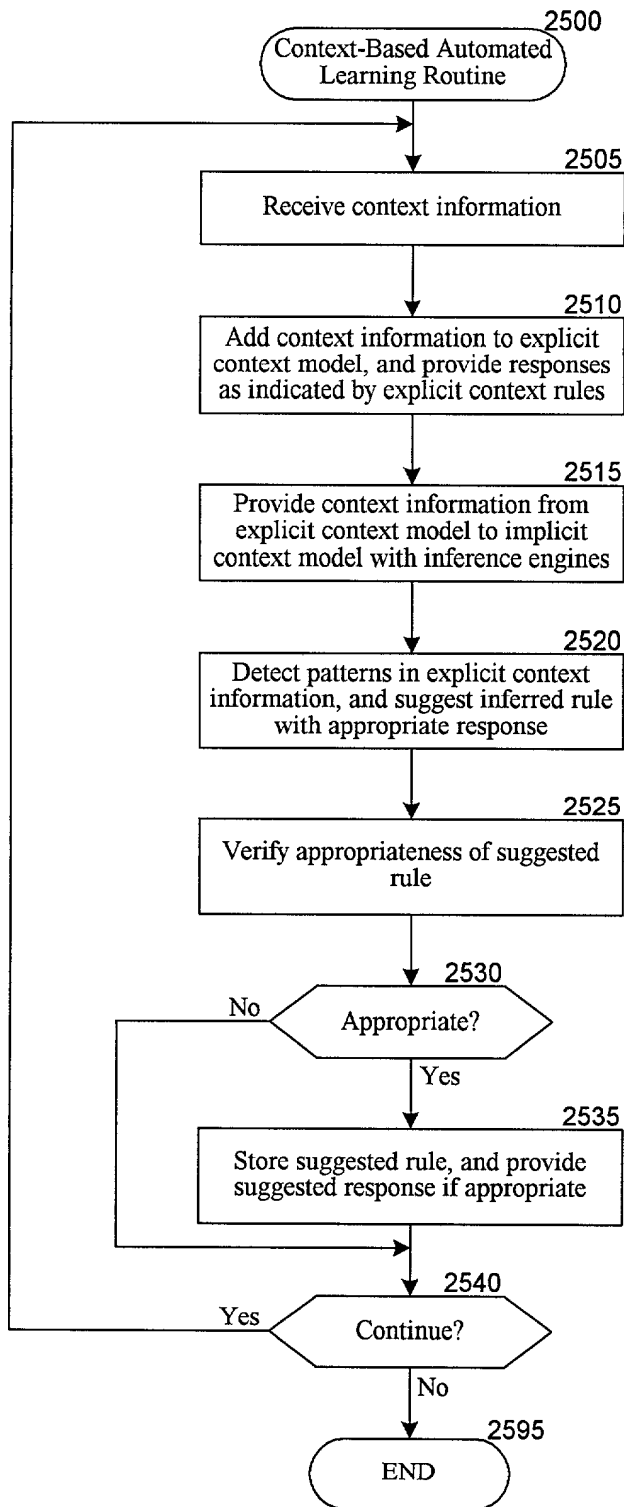 2500
Context-Based Automated
Learning Routine
2505
Receive context information
2510
Add context information to explicit
context model, and provide responses
as indicated by explicit context rules
2515
Provide context information from
explicit context model to implicit
context model with inference engines
2520
Detect patterns in explicit context
information, and suggest inferred rule
with appropriate response
2525
Verify appropriateness of suggested
rule
2530
No
Appropriate?
Yes
2535
Store suggested rule, and provide
suggested response if appropriate
2540
Yes
Continue?
No
2595
END